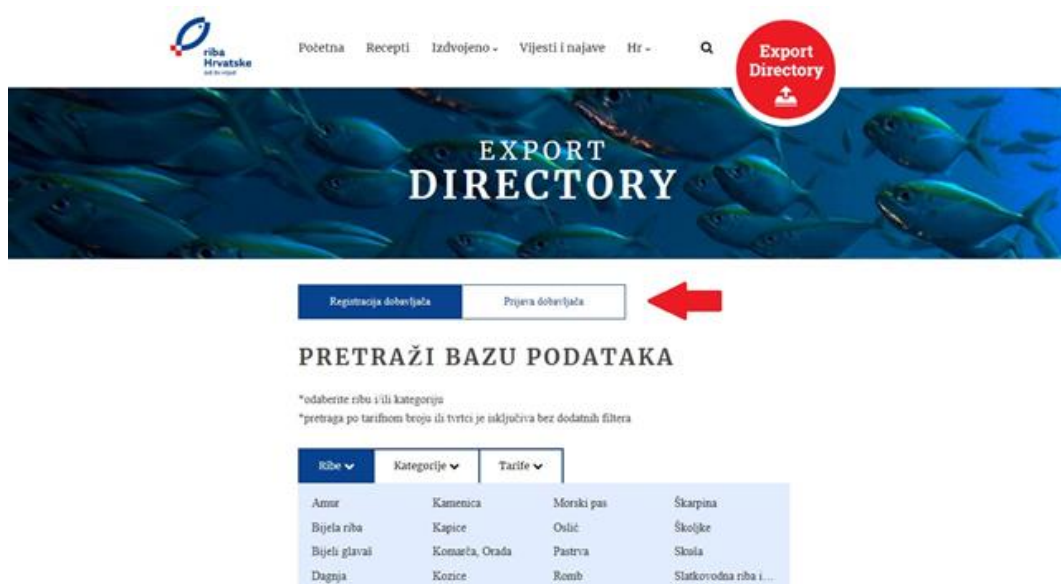 riba
Hrvatske
Početna Recepti Izdvojeno Vijesti i najave Hr
Export
Directory
EXPORT
DIRECTORY
Registracija dobavljača Prijava dobavljača
PRETRAŽI BAZU PODATAKA
*odaberite ribu i/ili kategoriju
*pretraga po tarifnom broju ili tvrtci je isključiva bez dodatnih filtera
Ribe Kategorije Tarife
Amur Kamenica Morski pas Škarpina
Bijela riba Kapice Oslić Školjke
Bijeli glavaš Komarča, Orada Pastrva Skuša
Dagnja Kozice Romb Slatkovodna riba i...